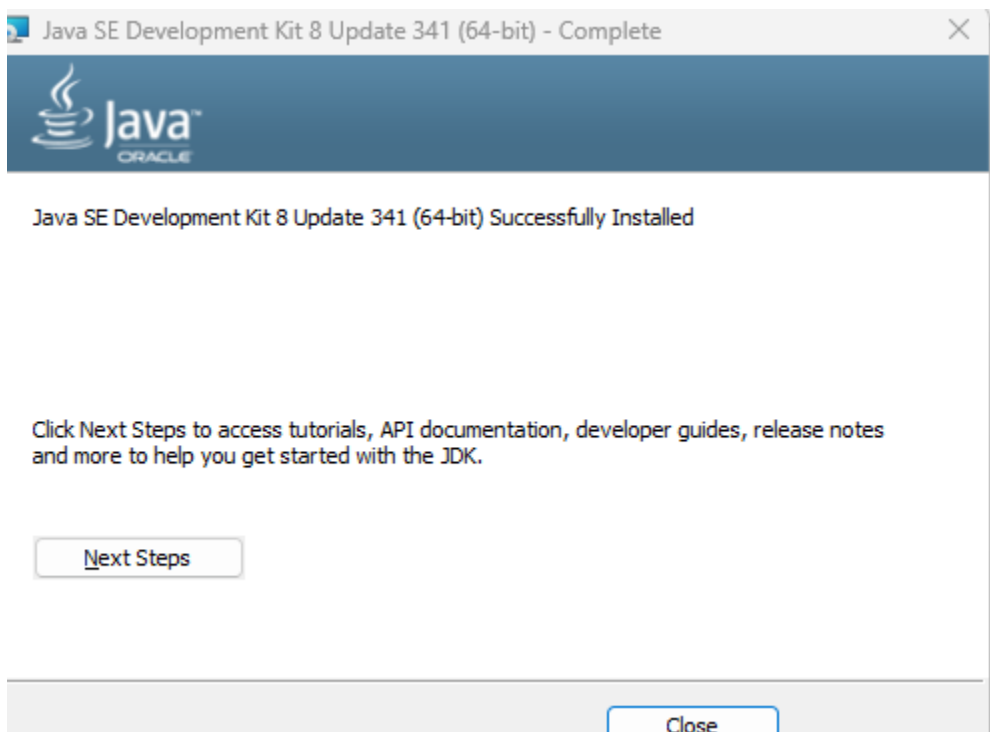 Java SE Development Kit 8 Update 341 (64-bit) - Complete
Java™
ORACLE
Java SE Development Kit 8 Update 341 (64-bit) Successfully Installed
Click Next Steps to access tutorials, API documentation, developer guides, release notes
and more to help you get started with the JDK.
Next Steps
Close